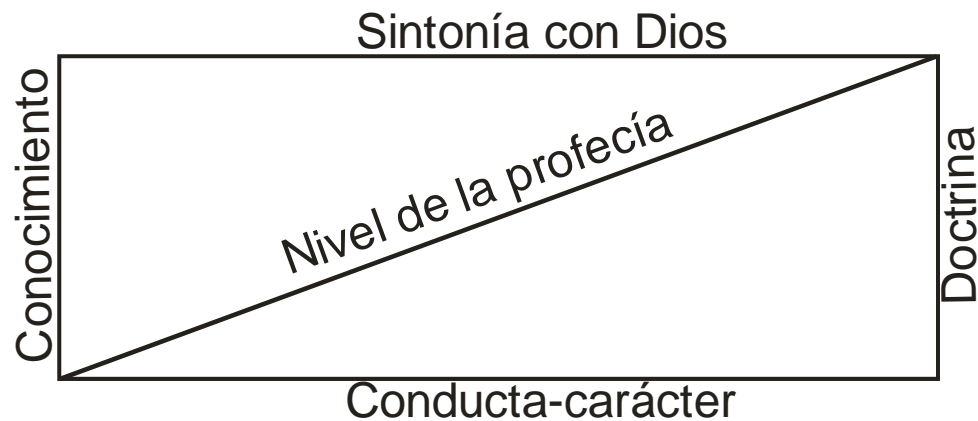 Sintonía con Dios
Conocimiento
Nivel de la profecía
Doctrina
Conducta-carácter